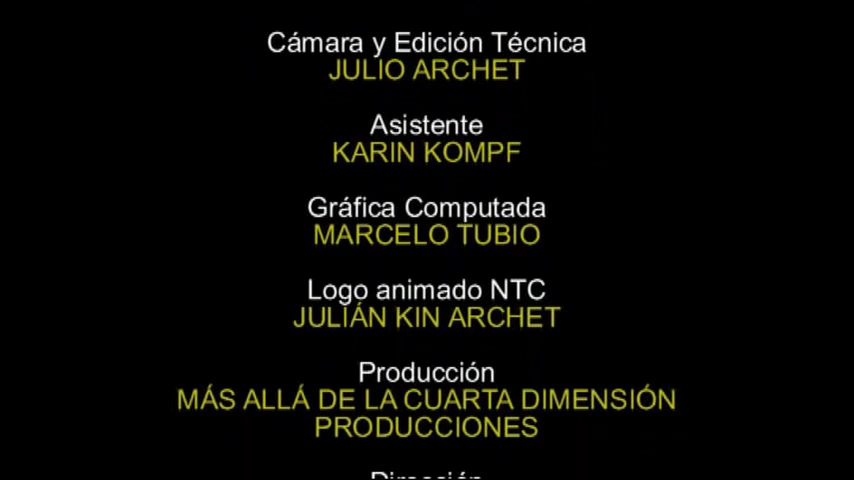 Cámara y Edición Técnica
JULIO ARCHET
Asistente
KARIN KOMPF
Gráfica Computada
MARCELO TUBIO
Logo animado NTC
JULIÁN KIN ARCHET
Producción
MÁS ALLÁ DE LA CUARTA DIMENSIÓN
PRODUCCIONES
Dirección